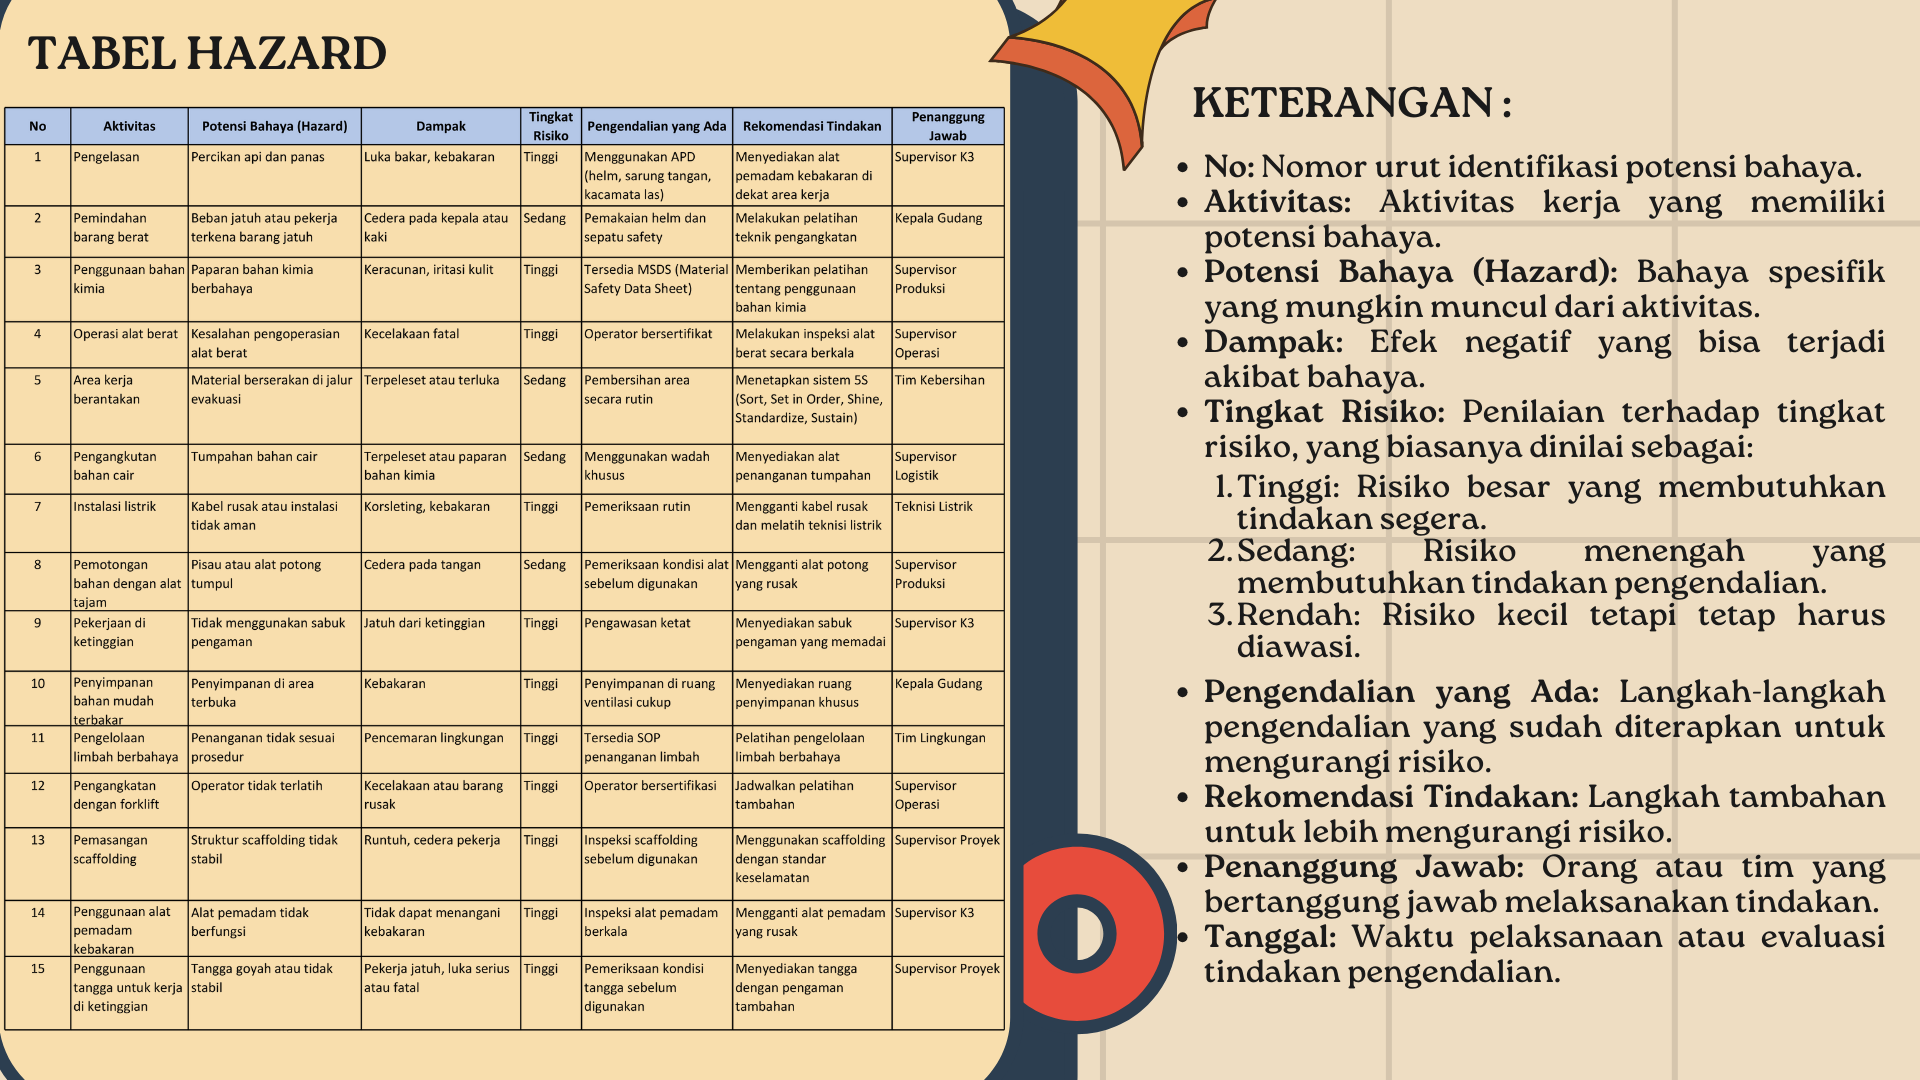 TABEL HAZARD
No | Aktivitas | Potensi Bahaya (Hazard) | Dampak | Tingkat Risiko | Pengendalian yang Ada | Rekomendasi Tindakan | Penanggung Jawab
1 | Pengelasan | Percikan api dan panas | Luka bakar, kebakaran | Tinggi | Menggunakan APD (helm, sarung tangan, kacamata las) | Menyediakan alat pemadam kebakaran di dekat area kerja | Supervisor K3
2 | Pemindahan barang berat | Beban jatuh atau pekerja terkena barang jatuh | Cedera pada kepala atau kaki | Sedang | Pemakaian helm dan sepatu safety | Melakukan pelatihan teknik pengangkatan | Kepala Gudang
3 | Penggunaan bahan kimia | Paparan bahan kimia berbahaya | Keracunan, iritasi kulit | Tinggi | Tersedia MSDS (Material Safety Data Sheet) | Memberikan pelatihan tentang penggunaan bahan kimia | Supervisor Produksi
4 | Operasi alat berat | Kesalahan pengoperasian alat berat | Kecelakaan fatal | Tinggi | Operator bersertifikat | Melakukan inspeksi alat berat secara berkala | Supervisor Operasi
5 | Area kerja berantakan | Material berserakan di jalur evakuasi | Terpeleset atau terluka | Sedang | Pembersihan area secara rutin | Menetapkan sistem 5S (Sort, Set in Order, Shine, Standardize, Sustain) | Tim Kebersihan
6 | Pengangkutan bahan cair | Tumpahan bahan cair | Terpeleset atau paparan bahan kimia | Sedang | Menggunakan wadah khusus | Menyediakan alat penanganan tumpahan | Supervisor Logistik
7 | Instalasi listrik | Kabel rusak atau instalasi tidak aman | Korsleting, kebakaran | Tinggi | Pemeriksaan rutin | Mengganti kabel rusak dan melatih teknisi listrik | Teknisi Listrik
8 | Pemotongan bahan dengan alat tajam | Pisau atau alat potong tumpul | Cedera pada tangan | Sedang | Pemeriksaan kondisi alat sebelum digunakan | Mengganti alat potong yang rusak | Supervisor Produksi
9 | Pekerjaan di ketinggian | Tidak menggunakan sabuk pengaman | Jatuh dari ketinggian | Tinggi | Pengawasan ketat | Menyediakan sabuk pengaman yang memadai | Supervisor K3
10 | Penyimpanan bahan mudah terbakar | Penyimpanan di area terbuka | Kebakaran | Tinggi | Penyimpanan di ruang ventilasi cukup | Menyediakan ruang penyimpanan khusus | Kepala Gudang
11 | Pengelolaan limbah berbahaya | Penanganan tidak sesuai prosedur | Pencemaran lingkungan | Tinggi | Tersedia SOP penanganan limbah | Pelatihan pengelolaan limbah berbahaya | Tim Lingkungan
12 | Pengangkatan dengan forklift | Operator tidak terlatih | Kecelakaan atau barang rusak | Tinggi | Operator bersertifikasi | Jadwalkan pelatihan tambahan | Supervisor Operasi
13 | Pemasangan scaffolding | Struktur scaffolding tidak stabil | Runtuh, cedera pekerja | Tinggi | Inspeksi scaffolding sebelum digunakan | Menggunakan scaffolding dengan standar keselamatan | Supervisor Proyek
14 | Penggunaan alat pemadam kebakaran | Alat pemadam tidak berfungsi | Tidak dapat menangani kebakaran | Tinggi | Inspeksi alat pemadam berkala | Mengganti alat pemadam yang rusak | Supervisor K3
15 | Penggunaan tangga untuk kerja di ketinggian | Tangga goyah atau tidak stabil | Pekerja jatuh, luka serius atau fatal | Tinggi | Pemeriksaan kondisi tangga sebelum digunakan | Menyediakan tangga dengan pengaman tambahan | Supervisor Proyek
KETERANGAN :
• No: Nomor urut identifikasi potensi bahaya.
• Aktivitas: Aktivitas kerja yang memiliki
potensi bahaya.
• Potensi Bahaya (Hazard): Bahaya spesifik
yang mungkin muncul dari aktivitas.
• Dampak: Efek negatif yang bisa terjadi
akibat bahaya.
• Tingkat Risiko: Penilaian terhadap tingkat
risiko, yang biasanya dinilai sebagai:
1. Tinggi: Risiko besar yang membutuhkan
tindakan segera.
2. Sedang: Risiko menengah yang
membutuhkan tindakan pengendalian.
3. Rendah: Risiko kecil tetapi tetap harus
diawasi.
• Pengendalian yang Ada: Langkah-langkah
pengendalian yang sudah diterapkan untuk
mengurangi risiko.
• Rekomendasi Tindakan: Langkah tambahan
untuk lebih mengurangi risiko.
• Penanggung Jawab: Orang atau tim yang
bertanggung jawab melaksanakan tindakan.
• Tanggal: Waktu pelaksanaan atau evaluasi
tindakan pengendalian.